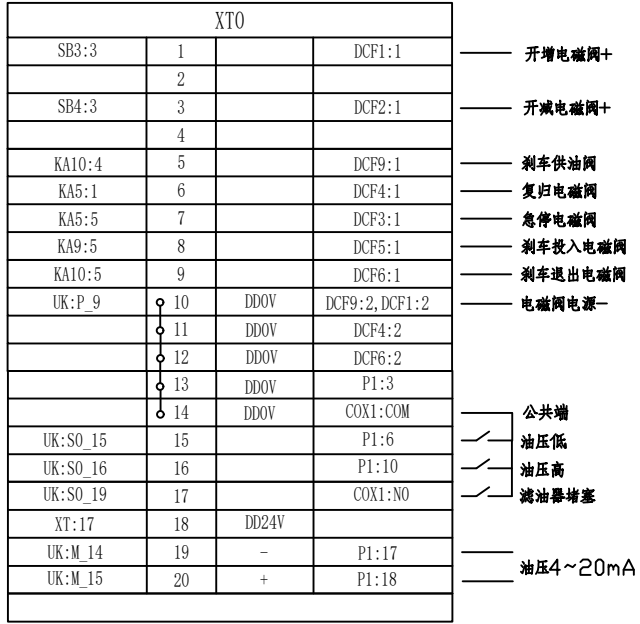 XT0
SB3:3 1 DCF1:1 开增电磁阀+
2
SB4:3 3 DCF2:1 开减电磁阀+
4
KA10:4 5 DCF9:1 刹车供油阀
KA5:1 6 DCF4:1 复归电磁阀
KA5:5 7 DCF3:1 急停电磁阀
KA9:5 8 DCF5:1 刹车投入电磁阀
KA10:5 9 DCF6:1 刹车退出电磁阀
UK:P_9 10 DD0V DCF9:2,DCF1:2 电磁阀电源−
11 DD0V DCF4:2
12 DD0V DCF6:2
13 DD0V P1:3
14 DD0V COX1:COM 公共端
UK:S0_15 15 P1:6 油压低
UK:S0_16 16 P1:10 油压高
UK:S0_19 17 COX1:NO 滤油器堵塞
XT:17 18 DD24V
UK:M_14 19 - P1:17
油压4~20mA
UK:M_15 20 + P1:18